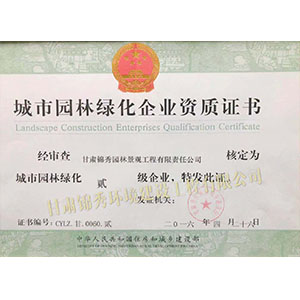 城市园林绿化企业资质证书
Landscape Construction Enterprises Qualification Certificate
经审查 甘肃锦秀园林景观工程有限责任公司 核定为
城市园林绿化 贰 级企业，特发此证。
发证机关：
证书编号：CYLZ.甘.0060.贰 二〇一六年四月二十六日
中华人民共和国住房和城乡建设部
甘肃锦秀环境建设工程有限公司